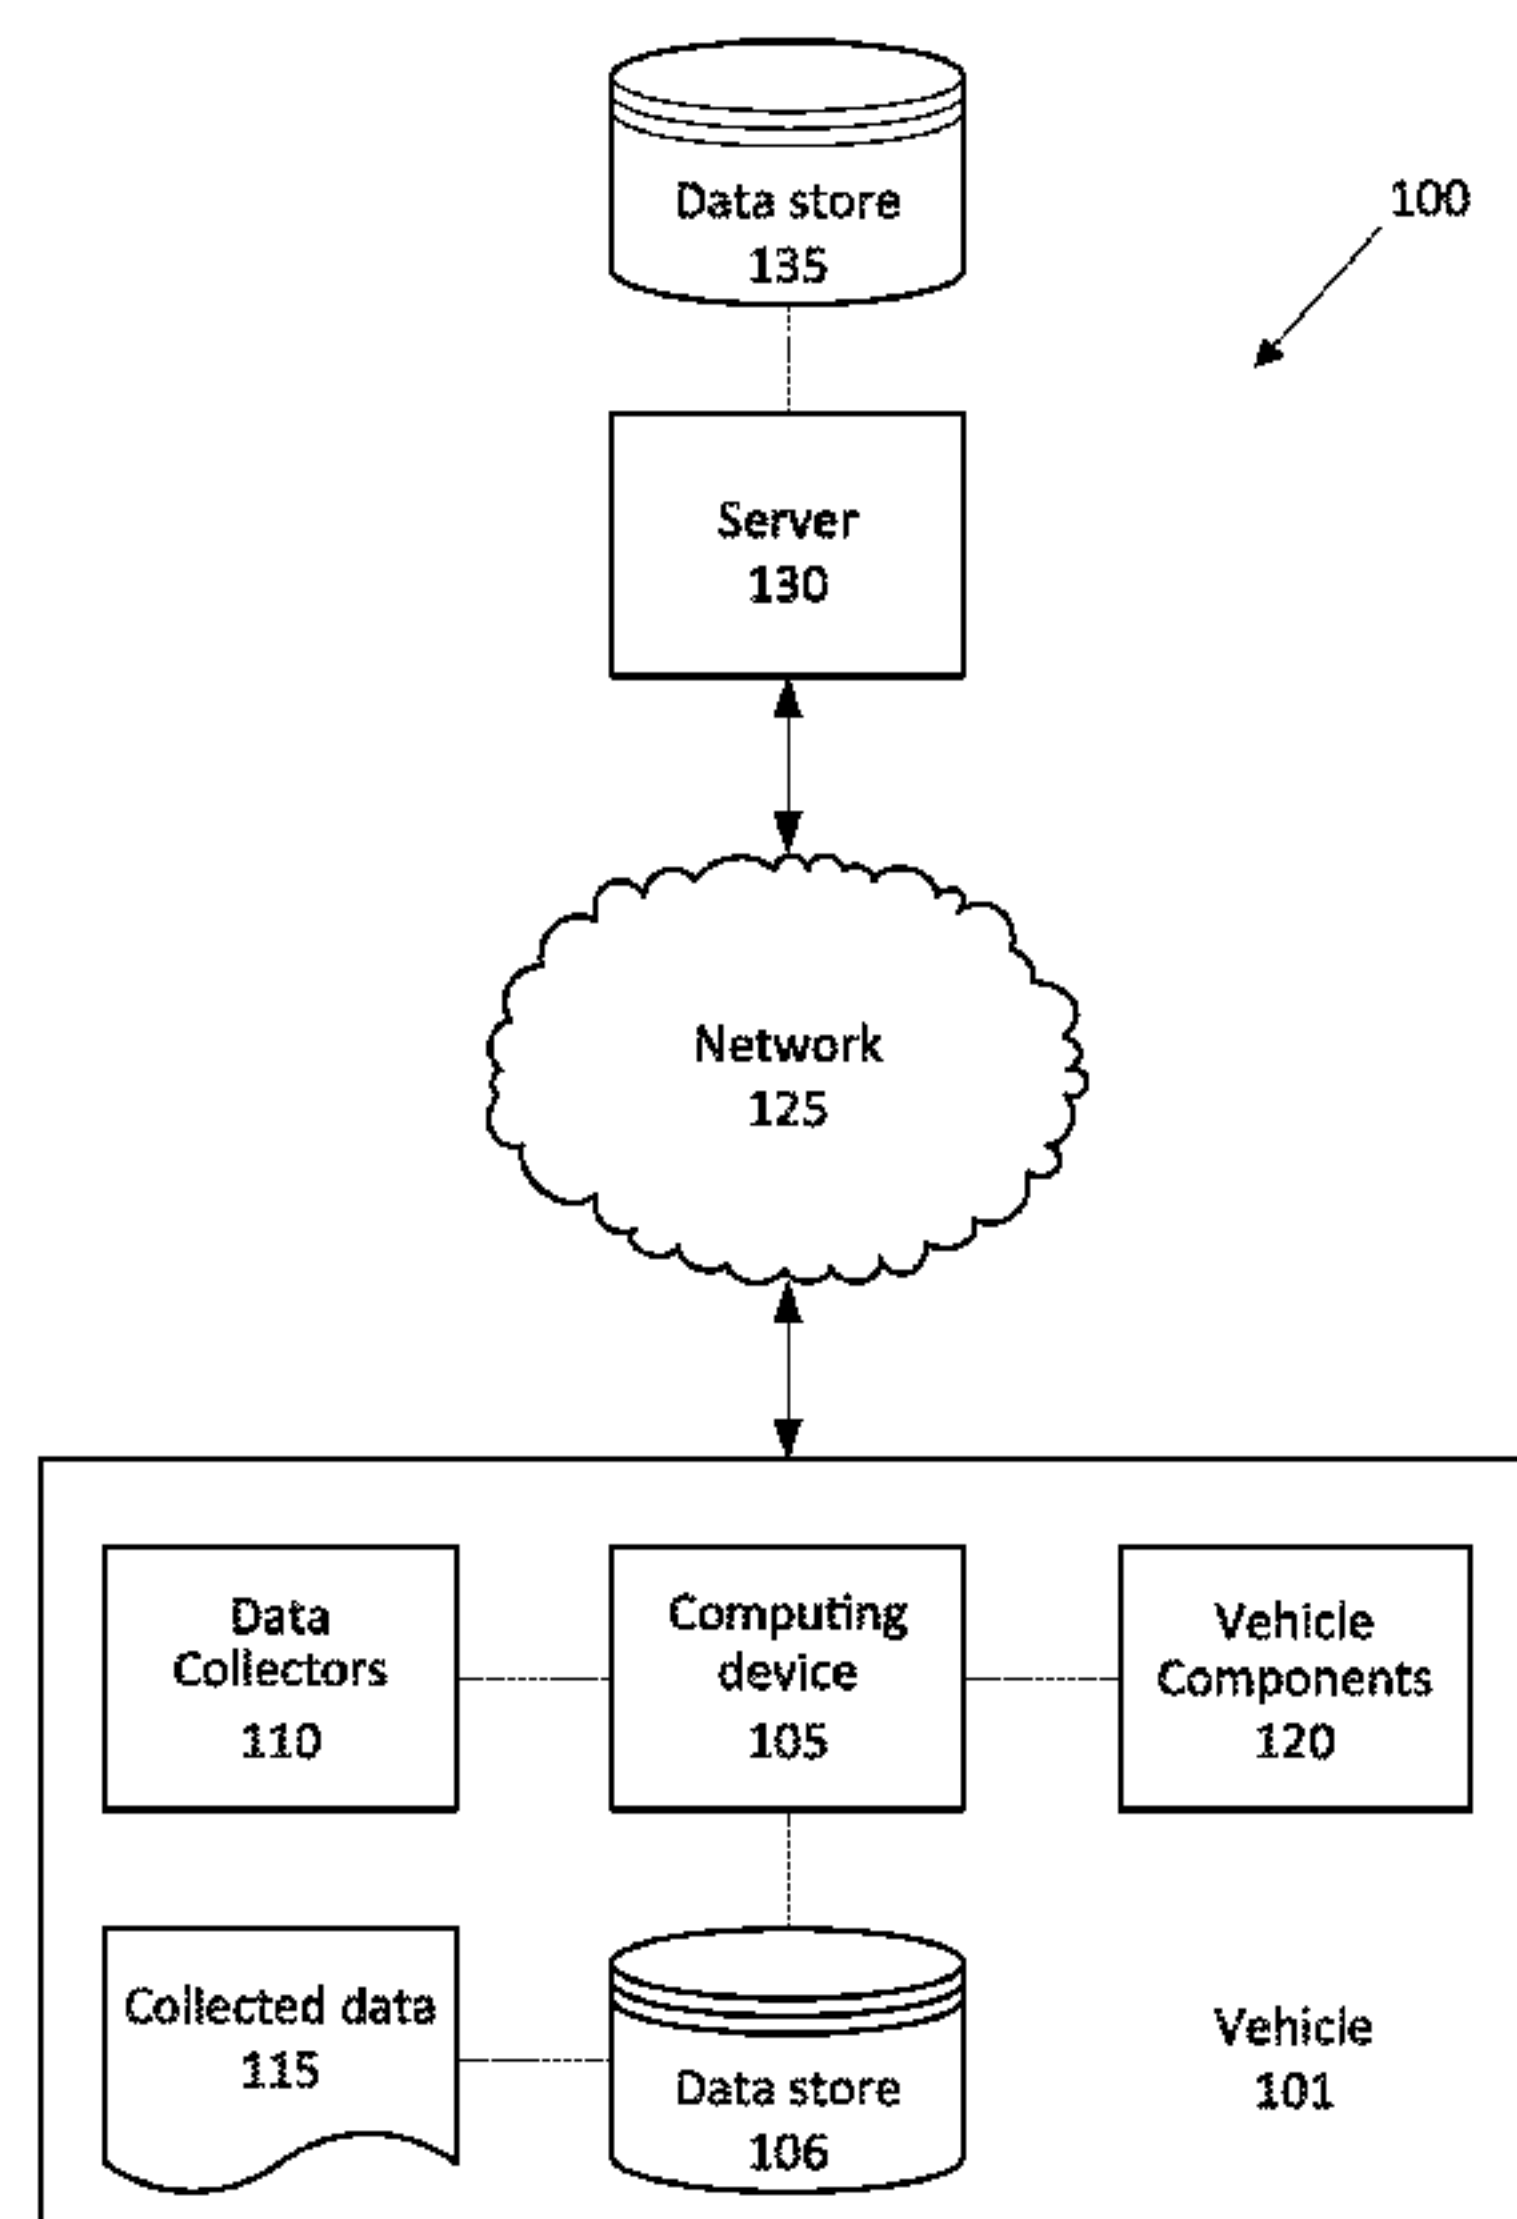 Data store
135
100
Server
130
Network
125
Data
Collectors
110
Computing
device
105
Vehicle
Components
120
Collected data
115
Data store
106
Vehicle
101